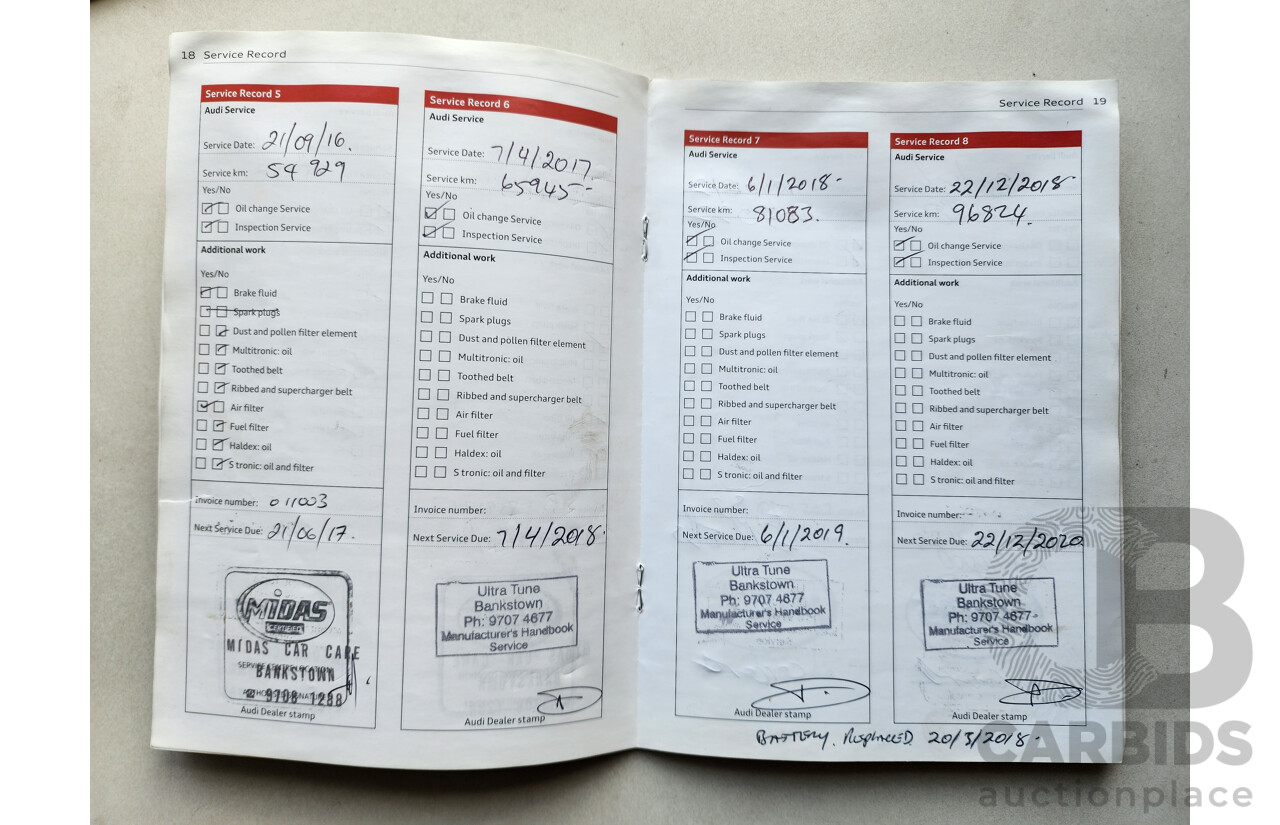 18 Service Record
Service Record 5
Audi Service
Service Date: 21/09/16.
Service km: 54 929
Yes/No
Oil change Service
Inspection Service
Additional work
Yes/No
Brake fluid
Spark plugs
Dust and pollen filter element
Multitronic: oil
Toothed belt
Ribbed and supercharger belt
Air filter
Fuel filter
Haldex: oil
S tronic: oil and filter
Invoice number: 011003
Next Service Due: 21/06/17.
MIDAS
CERTIFIED
MIDAS CAR CARE
BANKSTOWN
☎ 9708 1288
Audi Dealer stamp
Service Record 6
Audi Service
Service Date: 7/4/2017.
Service km: 65945-
Yes/No
Oil change Service
Inspection Service
Additional work
Yes/No
Brake fluid
Spark plugs
Dust and pollen filter element
Multitronic: oil
Toothed belt
Ribbed and supercharger belt
Air filter
Fuel filter
Haldex: oil
S tronic: oil and filter
Invoice number:
Next Service Due: 7/4/2018-
Ultra Tune
Bankstown
Ph: 9707 4677
Manufacturer's Handbook
Service
Audi Dealer stamp
Service Record 19
Service Record 7
Audi Service
Service Date: 6/1/2018-
Service km: 81083.
Yes/No
Oil change Service
Inspection Service
Additional work
Yes/No
Brake fluid
Spark plugs
Dust and pollen filter element
Multitronic: oil
Toothed belt
Ribbed and supercharger belt
Air filter
Fuel filter
Haldex: oil
S tronic: oil and filter
Invoice number:
Next Service Due: 6/1/2019.
Ultra Tune
Bankstown
Ph: 9707 4677
Manufacturer's Handbook
Service
Audi Dealer stamp
Service Record 8
Audi Service
Service Date: 22/12/2018-
Service km: 96824.
Yes/No
Oil change Service
Inspection Service
Additional work
Yes/No
Brake fluid
Spark plugs
Dust and pollen filter element
Multitronic: oil
Toothed belt
Ribbed and supercharger belt
Air filter
Fuel filter
Haldex: oil
S tronic: oil and filter
Invoice number:
Next Service Due: 22/12/2020
Ultra Tune
Bankstown
Ph: 9707 4677
Manufacturer's Handbook
Service
Audi Dealer stamp
BATTERY. REPLACED 20/3/2018-
CARBIDS
auctionplace